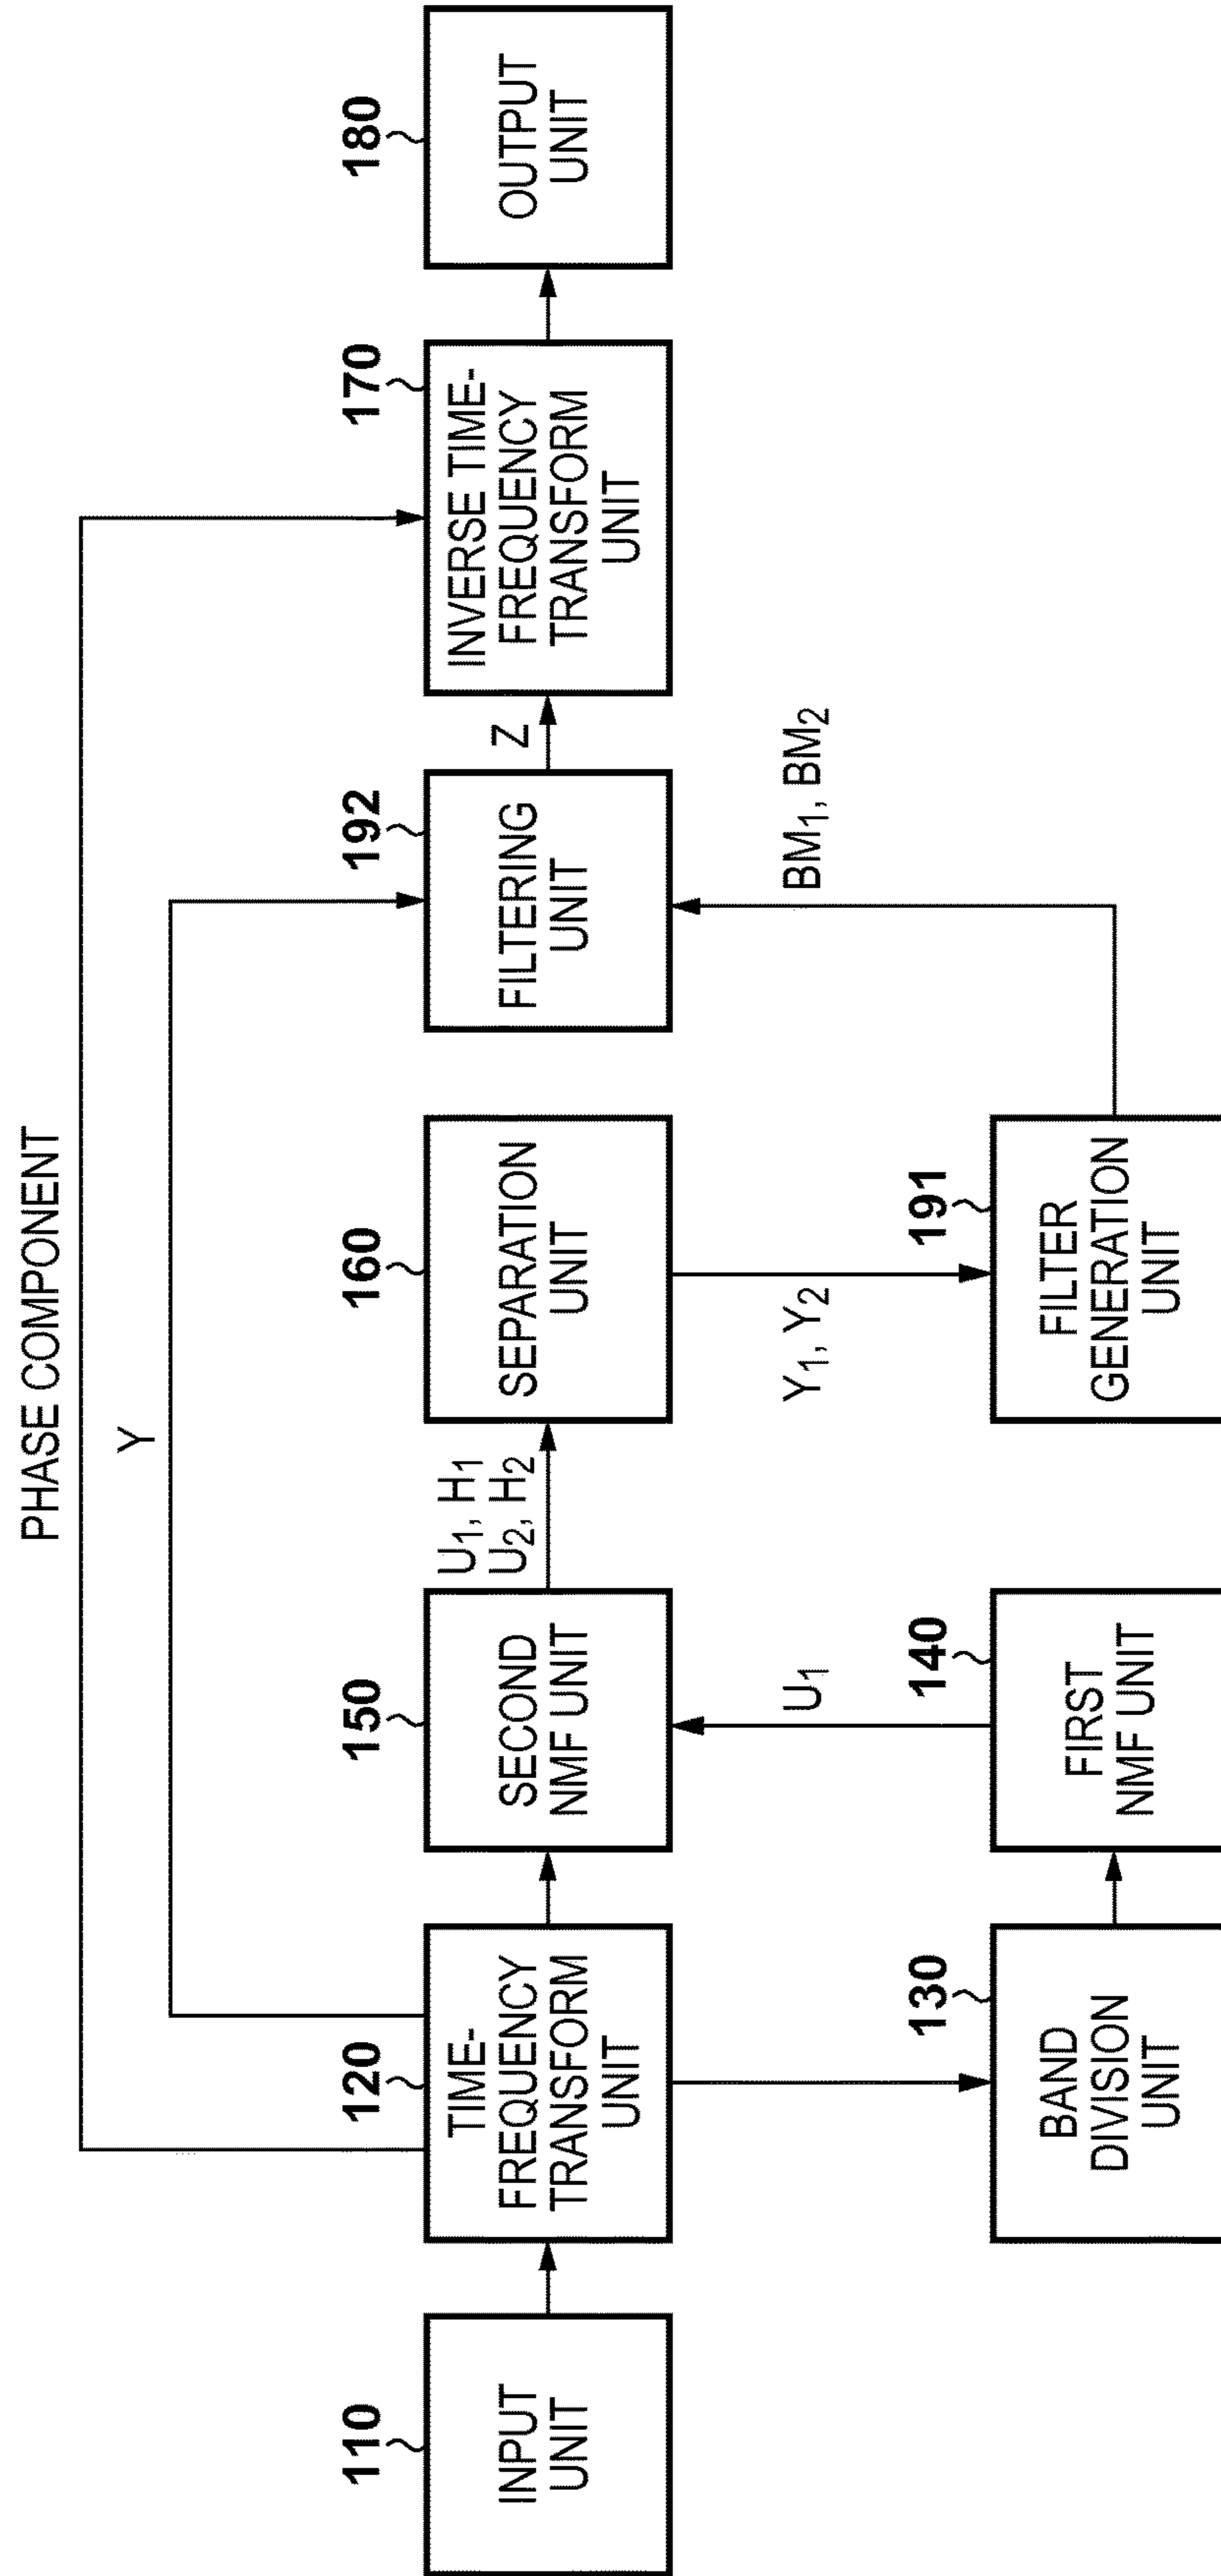 PHASE COMPONENT
Y
110
INPUT
UNIT
120
TIME-
FREQUENCY
TRANSFORM
UNIT
150
SECOND
NMF UNIT
U1, H1
U2, H2
160
SEPARATION
UNIT
192
FILTERING
UNIT
Z
170
INVERSE TIME-
FREQUENCY
TRANSFORM
UNIT
180
OUTPUT
UNIT
U1
Y1, Y2
BM1, BM2
130
BAND
DIVISION
UNIT
140
FIRST
NMF UNIT
191
FILTER
GENERATION
UNIT